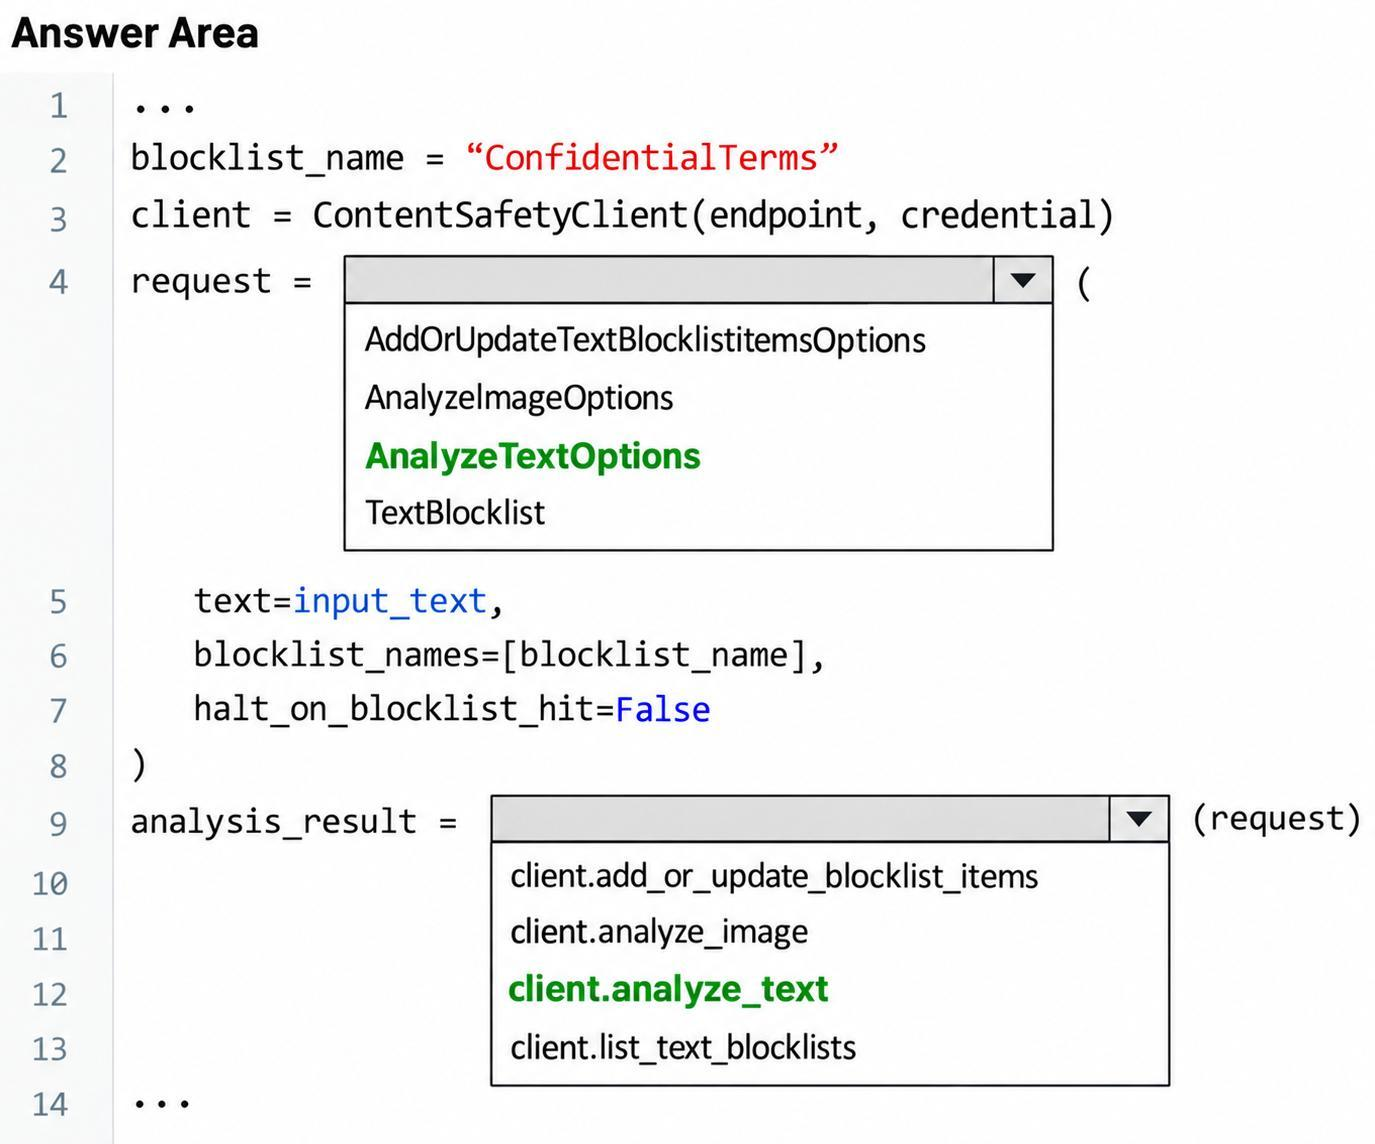 Answer Area
1 ...
2 blocklist_name = “ConfidentialTerms”
3 client = ContentSafetyClient(endpoint, credential)
4 request = (
AddOrUpdateTextBlocklistitemsOptions
AnalyzelmageOptions
AnalyzeTextOptions
TextBlocklist
5 text=input_text,
6 blocklist_names=[blocklist_name],
7 halt_on_blocklist_hit=False
8 )
9 analysis_result = (request)
10 client.add_or_update_blocklist_items
11 client.analyze_image
12 client.analyze_text
13 client.list_text_blocklists
14 ...